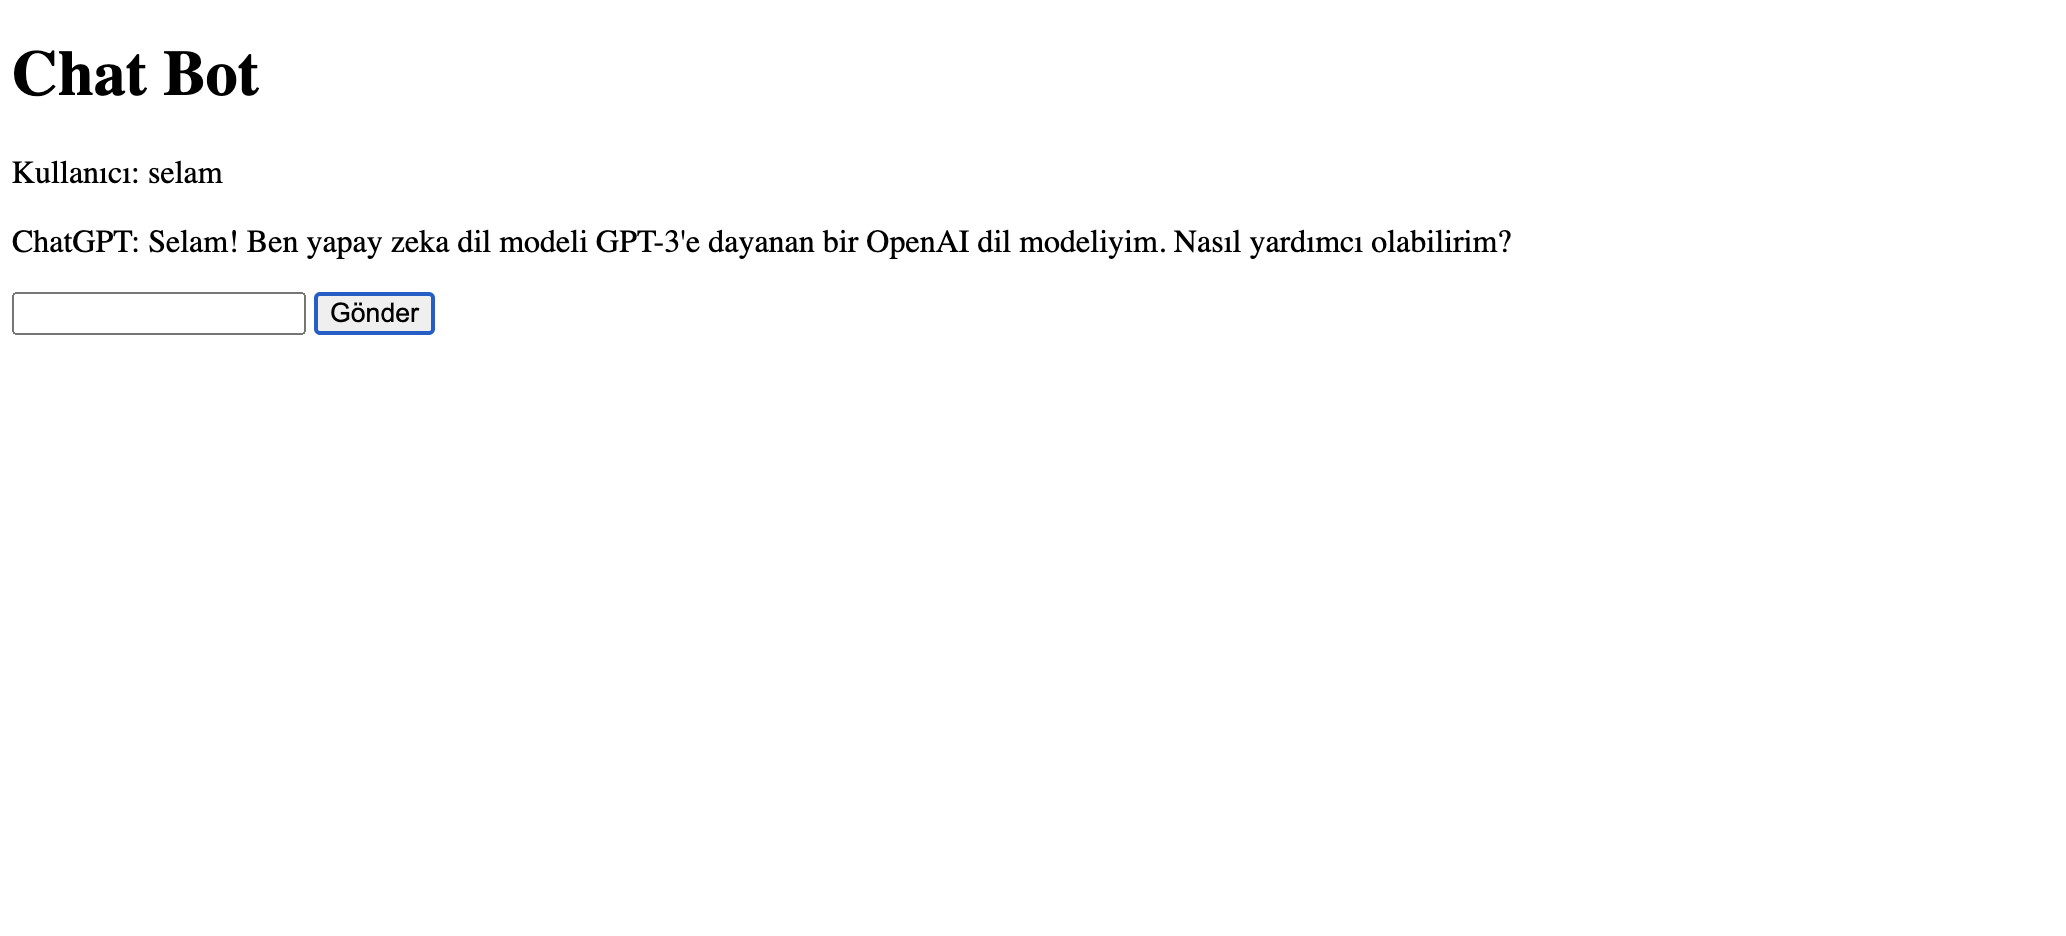 Chat Bot
Kullanıcı: selam
ChatGPT: Selam! Ben yapay zeka dil modeli GPT-3'e dayanan bir OpenAI dil modeliyim. Nasıl yardımcı olabilirim?
Gönder